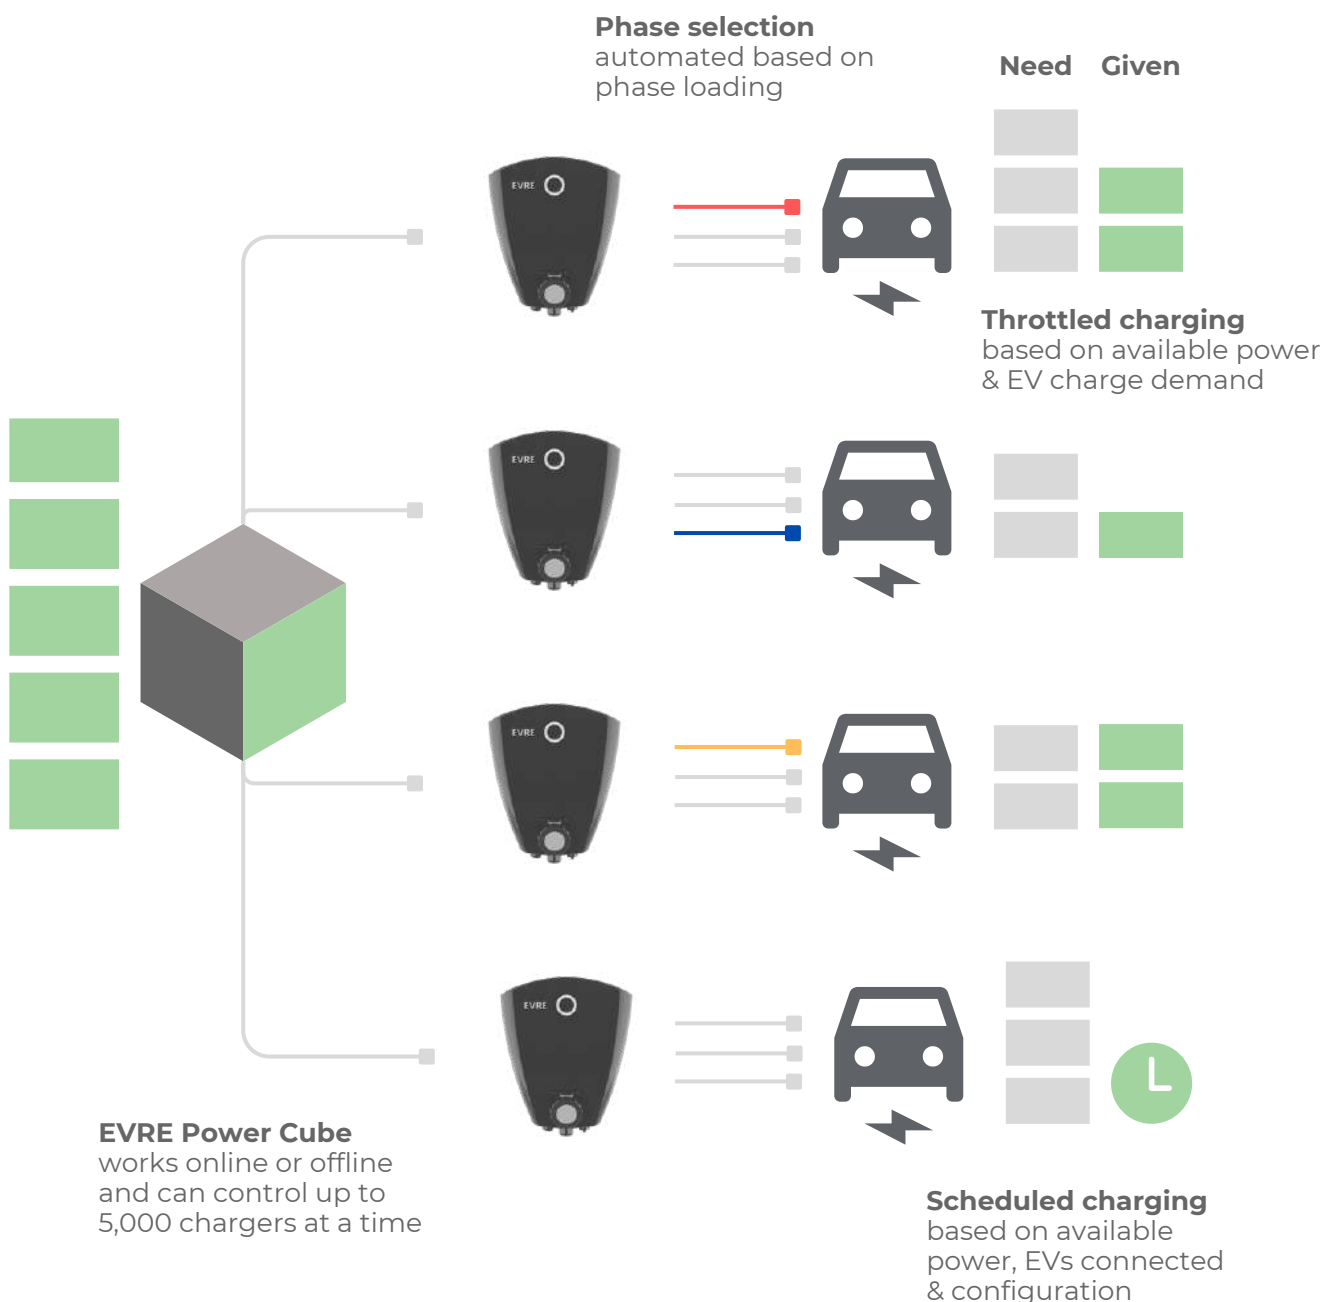 Phase selection
automated based on
phase loading
Need Given
EVRE
Throttled charging
based on available power
& EV charge demand
EVRE
EVRE
EVRE
EVRE Power Cube
works online or offline
and can control up to
5,000 chargers at a time
Scheduled charging
based on available
power, EVs connected
& configuration